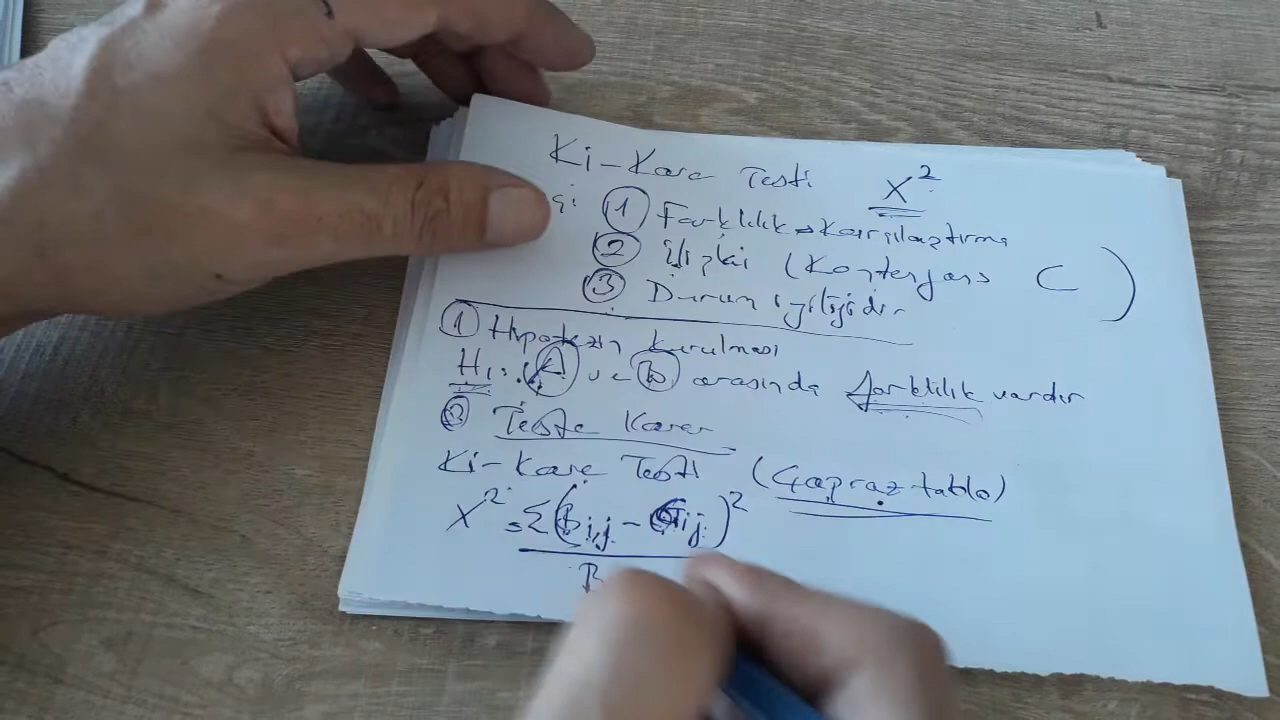 Ki-Kare Testi X²
① Farklılık → Karşılaştırma
② İlişki (Kontenjans C)
③ Durum iyiliğidir
① Hipotezin kurulması
H₁: A ve B arasında farklılık vardır
② Teste Karar
Ki-Kare Testi (Çapraz tablo)
X² = Σ(Bij - Gij)²
B